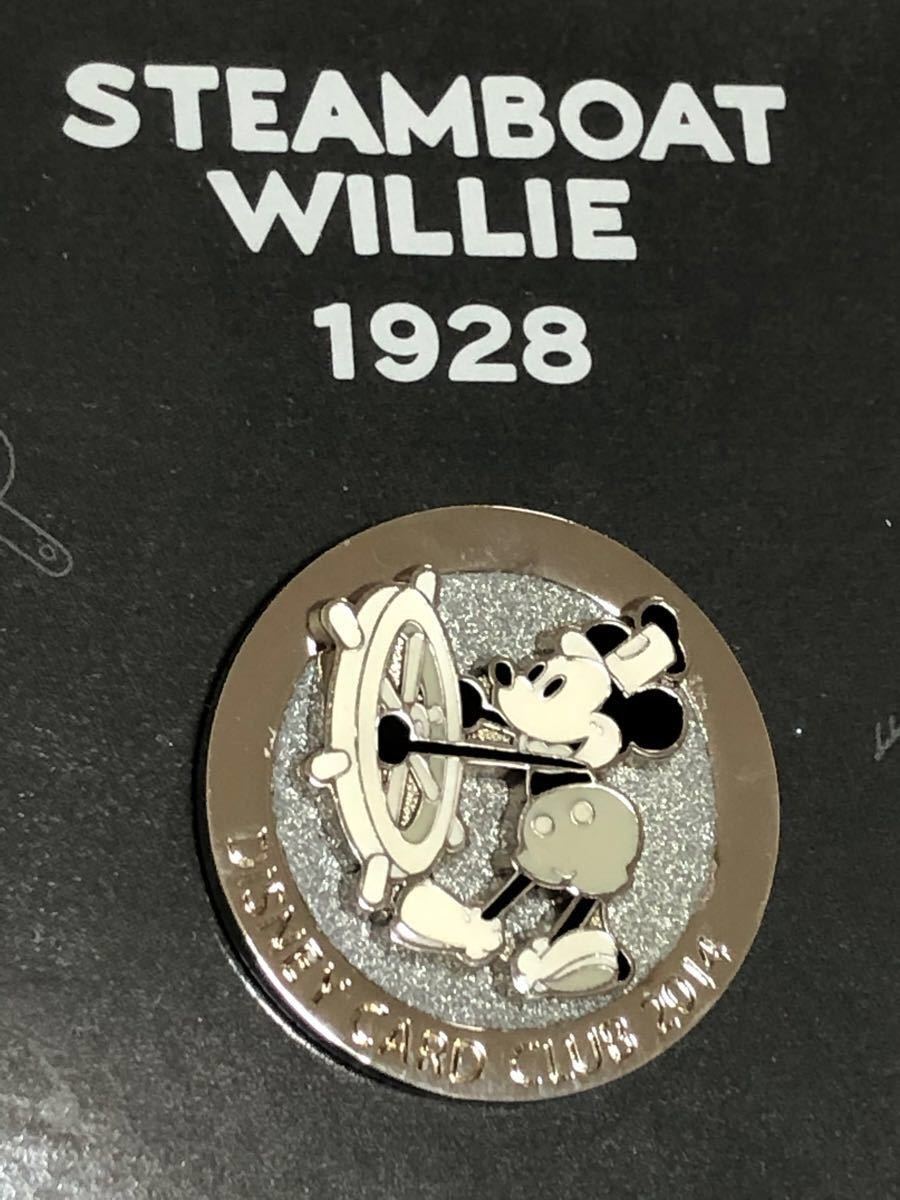 STEAMBOAT
WILLIE
1928
DISNEY CARD CLUB 2014